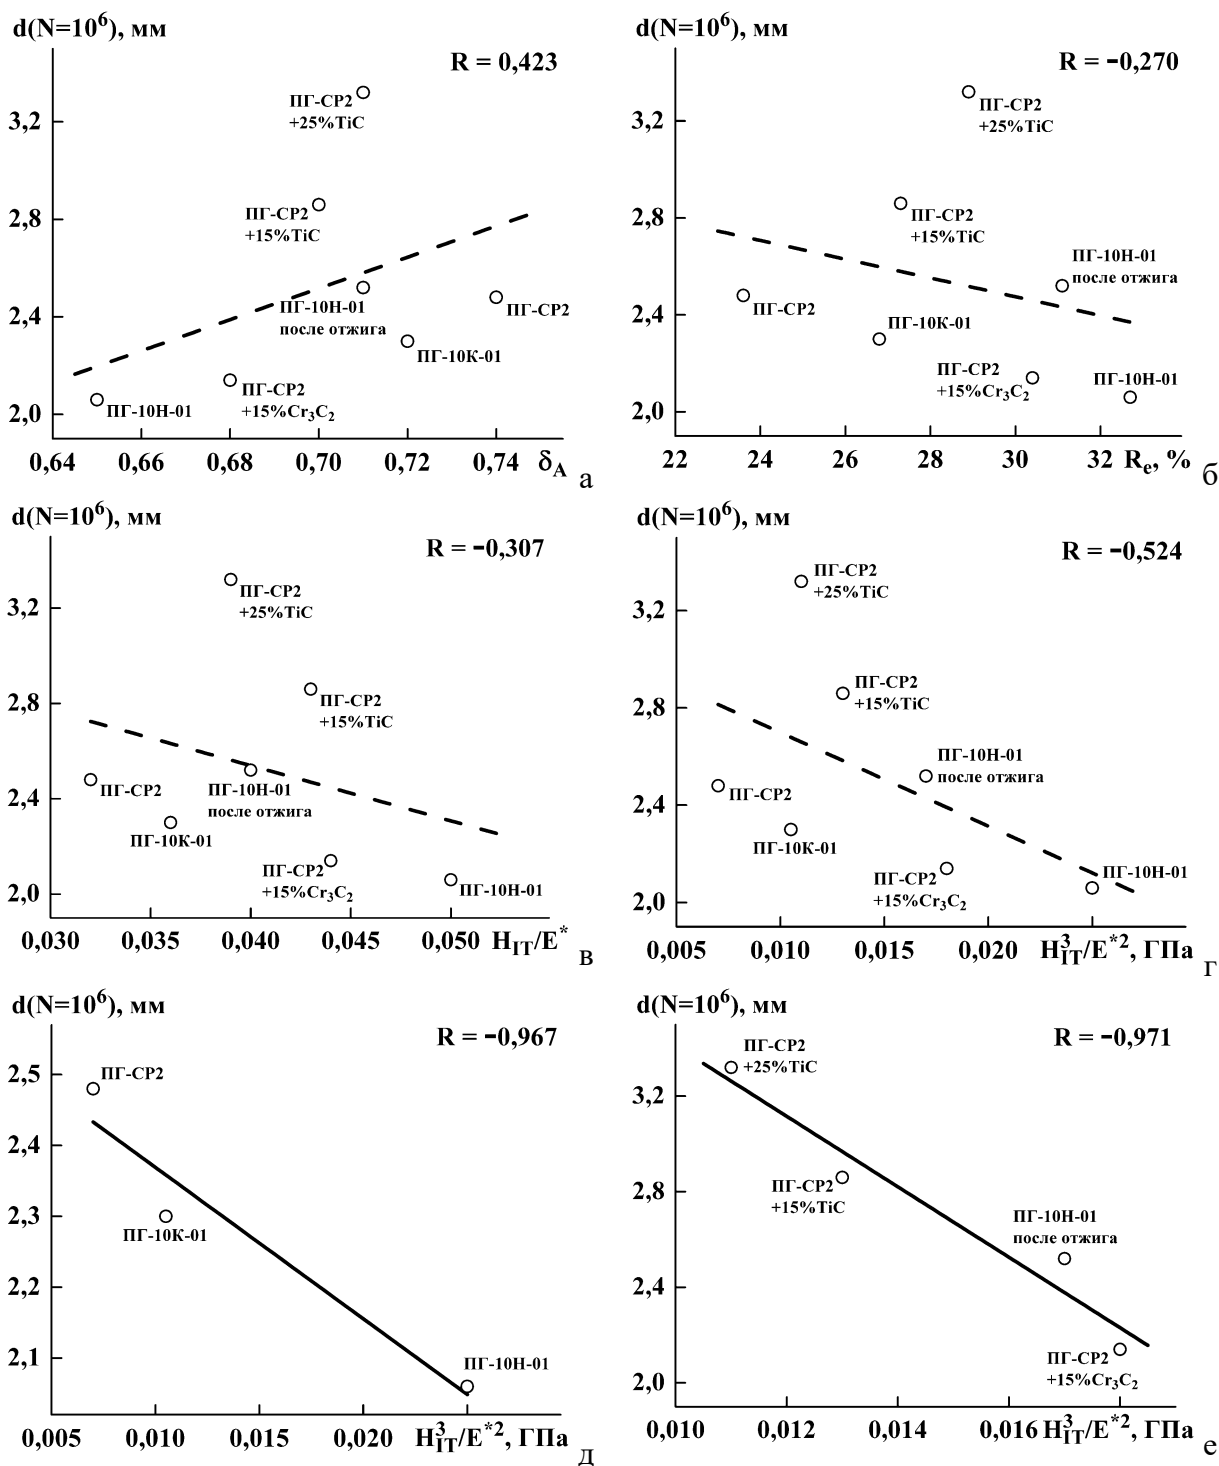 d(N=10⁶), мм
R = 0,423
3,2
2,8
2,4
2,0
ПГ-СР2
+25%TiC
ПГ-СР2
+15%TiC
ПГ-10Н-01
после отжига
ПГ-СР2
ПГ-10К-01
ПГ-10Н-01
ПГ-СР2
+15%Cr₃C₂
0,64 0,66 0,68 0,70 0,72 0,74 δ_A
а
d(N=10⁶), мм
R = −0,270
3,2
2,8
2,4
2,0
ПГ-СР2
+25%TiC
ПГ-СР2
+15%TiC
ПГ-10Н-01
после отжига
ПГ-СР2
ПГ-10К-01
ПГ-СР2
+15%Cr₃C₂
ПГ-10Н-01
22 24 26 28 30 32 Rₑ, %
б
d(N=10⁶), мм
R = −0,307
3,2
2,8
2,4
2,0
ПГ-СР2
+25%TiC
ПГ-СР2
+15%TiC
ПГ-СР2
ПГ-10Н-01
после отжига
ПГ-10К-01
ПГ-СР2
+15%Cr₃C₂
ПГ-10Н-01
0,030 0,035 0,040 0,045 0,050 H_IT/E*
в
d(N=10⁶), мм
R = −0,524
3,2
2,8
2,4
2,0
ПГ-СР2
+25%TiC
ПГ-СР2
+15%TiC
ПГ-10Н-01
после отжига
ПГ-СР2
ПГ-10К-01
ПГ-СР2
+15%Cr₃C₂
ПГ-10Н-01
0,005 0,010 0,015 0,020 H³_IT/E*², ГПа
г
d(N=10⁶), мм
R = −0,967
2,5
2,4
2,3
2,2
2,1
ПГ-СР2
ПГ-10К-01
ПГ-10Н-01
0,005 0,010 0,015 0,020 H³_IT/E*², ГПа
д
d(N=10⁶), мм
R = −0,971
3,2
2,8
2,4
2,0
ПГ-СР2
+25%TiC
ПГ-СР2
+15%TiC
ПГ-10Н-01
после отжига
ПГ-СР2
+15%Cr₃C₂
0,010 0,012 0,014 0,016 H³_IT/E*², ГПа
е